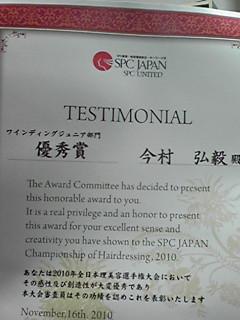 SPC JAPAN
SPC UNITED
TESTIMONIAL
ワインディングジュニア部門
優秀賞 今村 弘毅 殿
The Award Committee has decided to present
this honorable award to you.
It is a real privilege and an honor to present
this award for your excellent sense and
creativity you have shown to the SPC JAPAN
Championship of Hairdressing, 2010.
あなたは2010年全日本理美容選手権大会において
その感性及び創造性が大変優秀であり
本大会審査員はその功績を認めこれを表彰いたします
November,16th. 2010